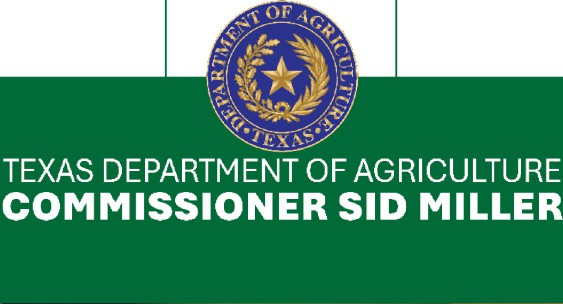 DEPARTMENT OF AGRICULTURE
TEXAS
TEXAS DEPARTMENT OF AGRICULTURE
COMMISSIONER SID MILLER